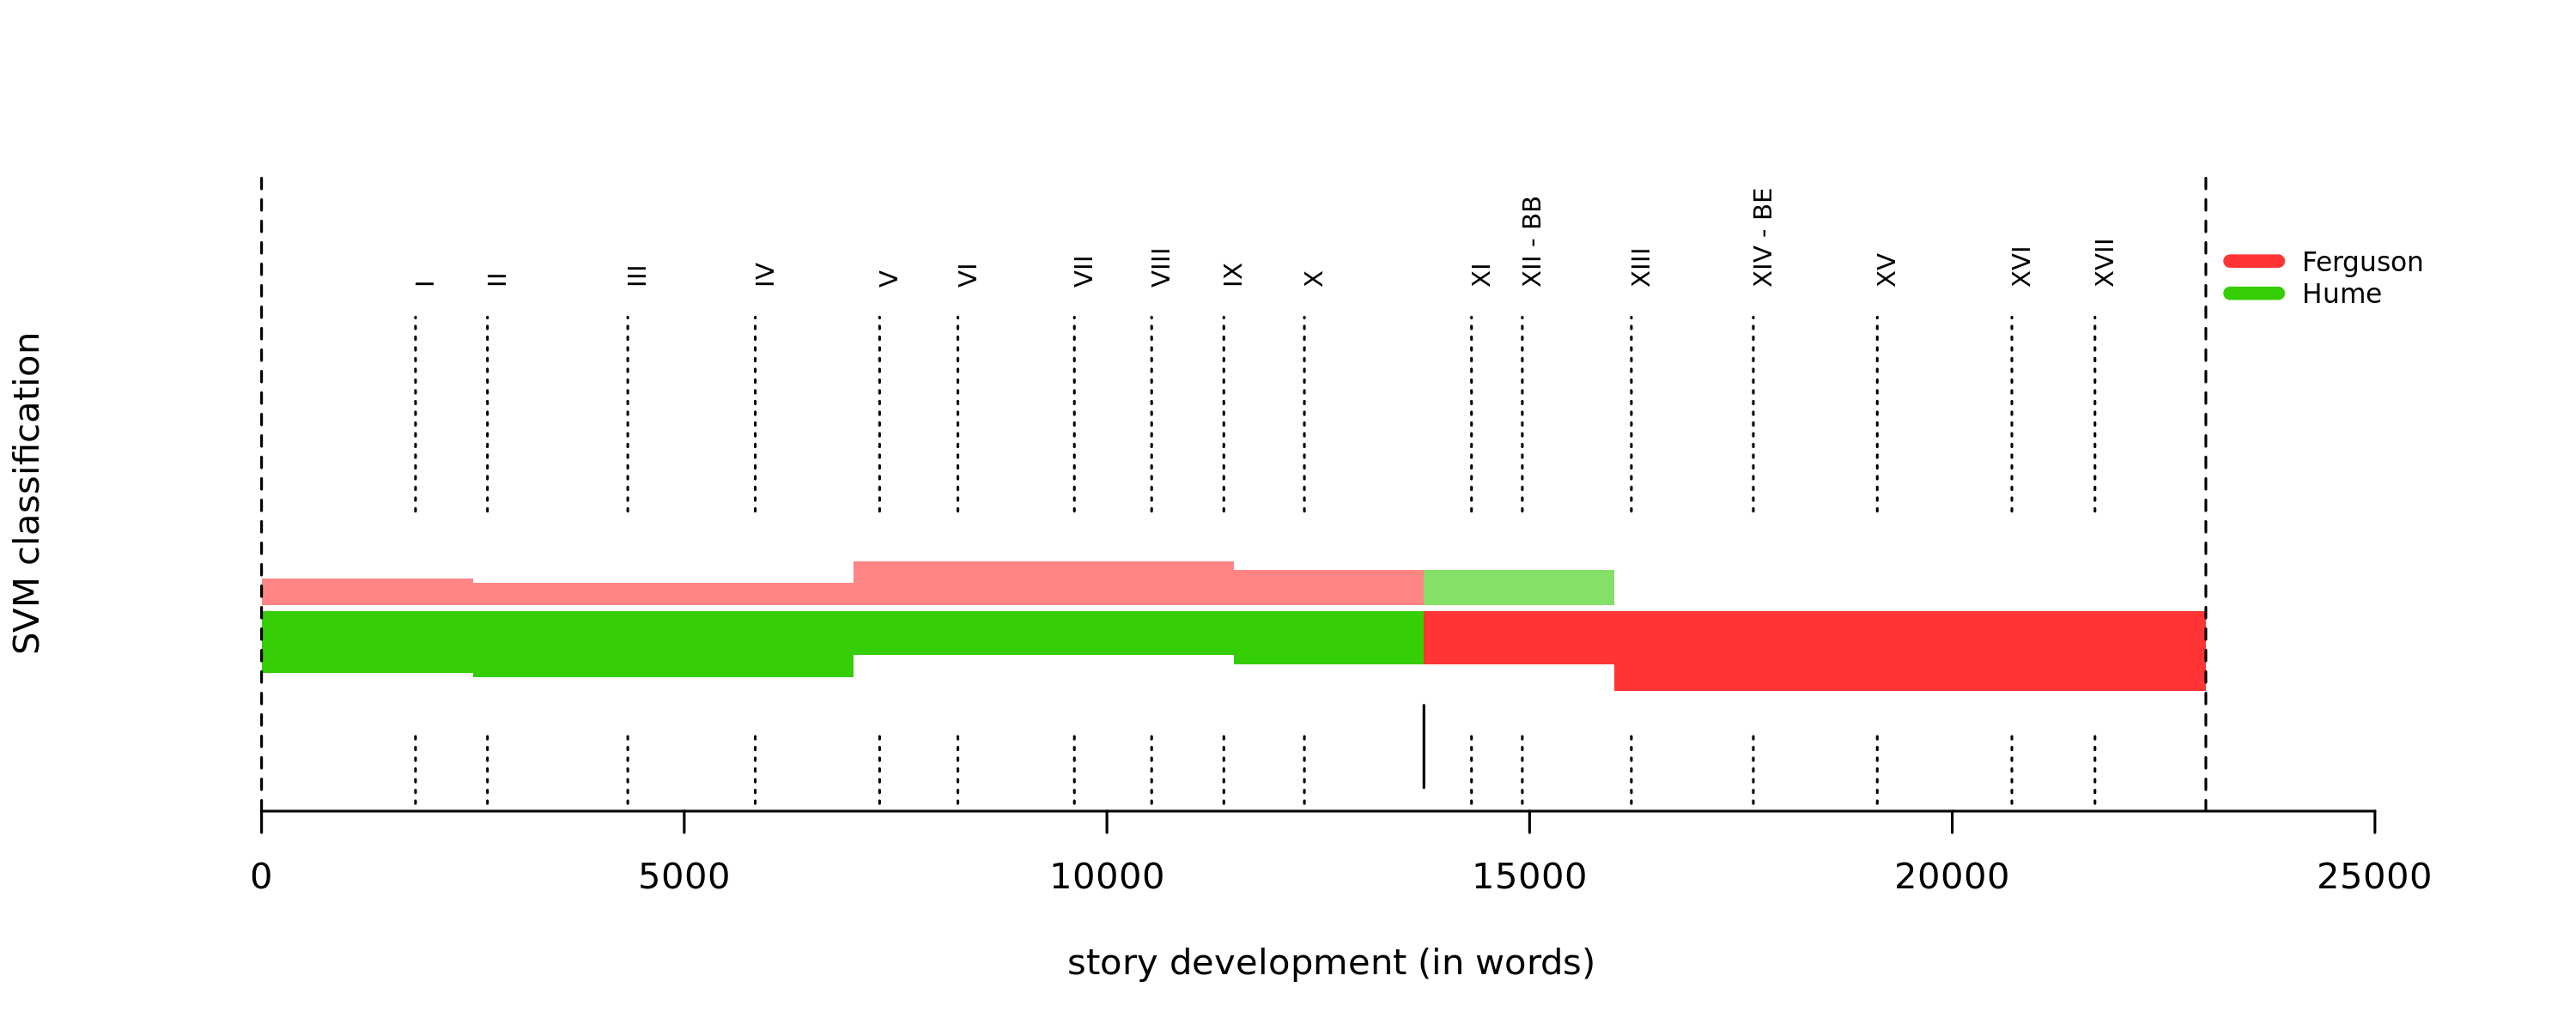 I
II
III
IV
V
VI
VII
VIII
IX
X
XI
XII - BB
XIII
XIV - BE
XV
XVI
XVII
Ferguson
Hume
SVM classification
0
5000
10000
15000
20000
25000
story development (in words)